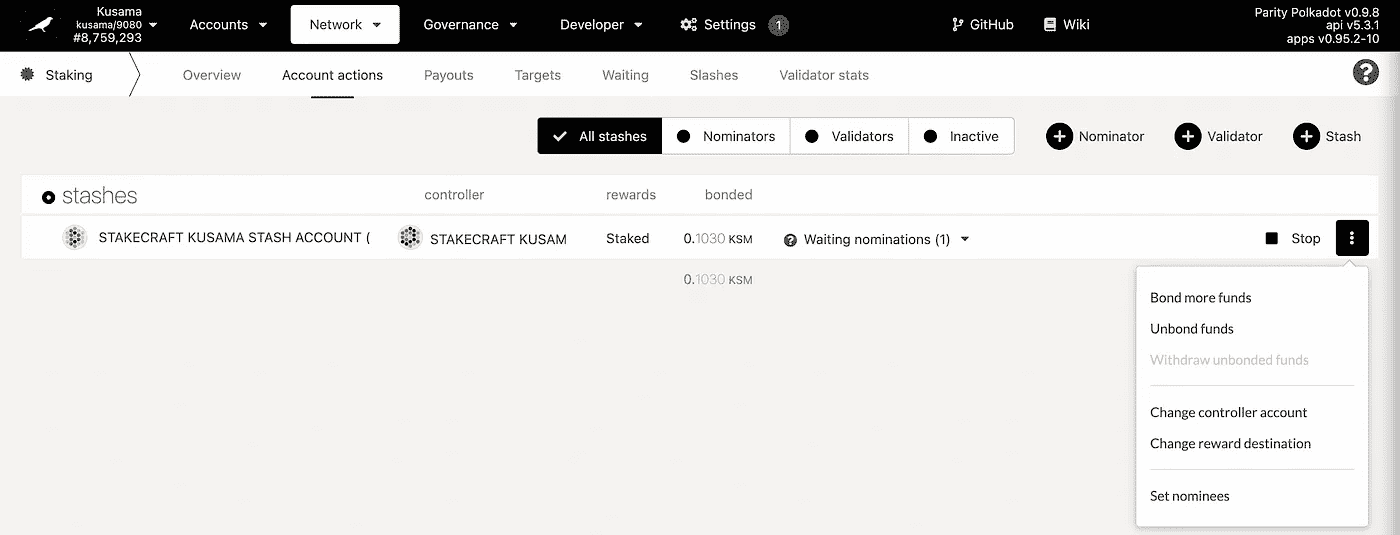 Kusama
kusama/9080
#8,759,293
Accounts
Network
Governance
Developer
Settings
1
GitHub
Wiki
Parity Polkadot v0.9.8
api v5.3.1
apps v0.95.2-10
Staking
Overview
Account actions
Payouts
Targets
Waiting
Slashes
Validator stats
?
All stashes
Nominators
Validators
Inactive
Nominator
Validator
Stash
stashes
controller
rewards
bonded
STAKECRAFT KUSAMA STASH ACCOUNT (
STAKECRAFT KUSAM
Staked
0.1030 KSM
? Waiting nominations (1)
Stop
0.1030 KSM
Bond more funds
Unbond funds
Withdraw unbonded funds
Change controller account
Change reward destination
Set nominees